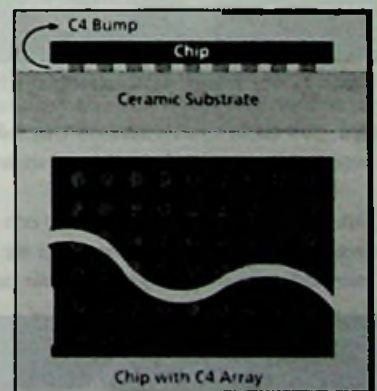 C4 Bump
Chip
Ceramic Substrate
Chip with C4 Array